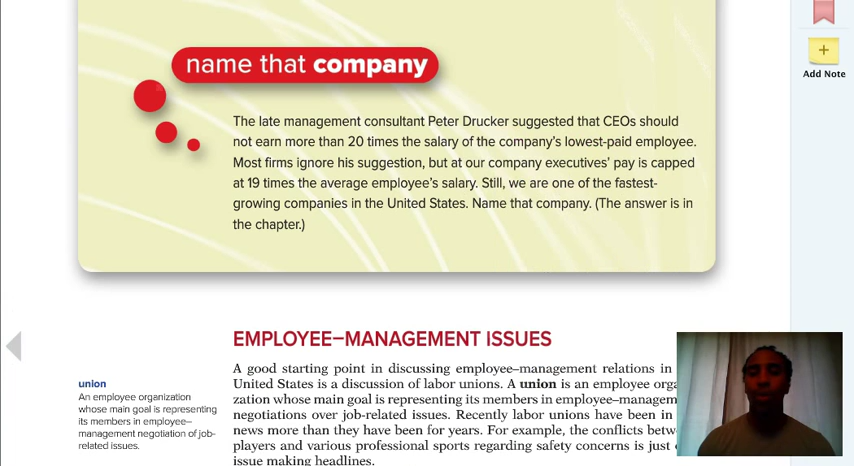 name that company
The late management consultant Peter Drucker suggested that CEOs should
not earn more than 20 times the salary of the company's lowest-paid employee.
Most firms ignore his suggestion, but at our company executives' pay is capped
at 19 times the average employee's salary. Still, we are one of the fastest-
growing companies in the United States. Name that company. (The answer is in
the chapter.)
Add Note
EMPLOYEE–MANAGEMENT ISSUES
A good starting point in discussing employee–management relations in
United States is a discussion of labor unions. A union is an employee orga
zation whose main goal is representing its members in employee–managem
negotiations over job-related issues. Recently labor unions have been in
news more than they have been for years. For example, the conflicts betw
players and various professional sports regarding safety concerns is just
issue making headlines.
union
An employee organization
whose main goal is representing
its members in employee–
management negotiation of job-
related issues.